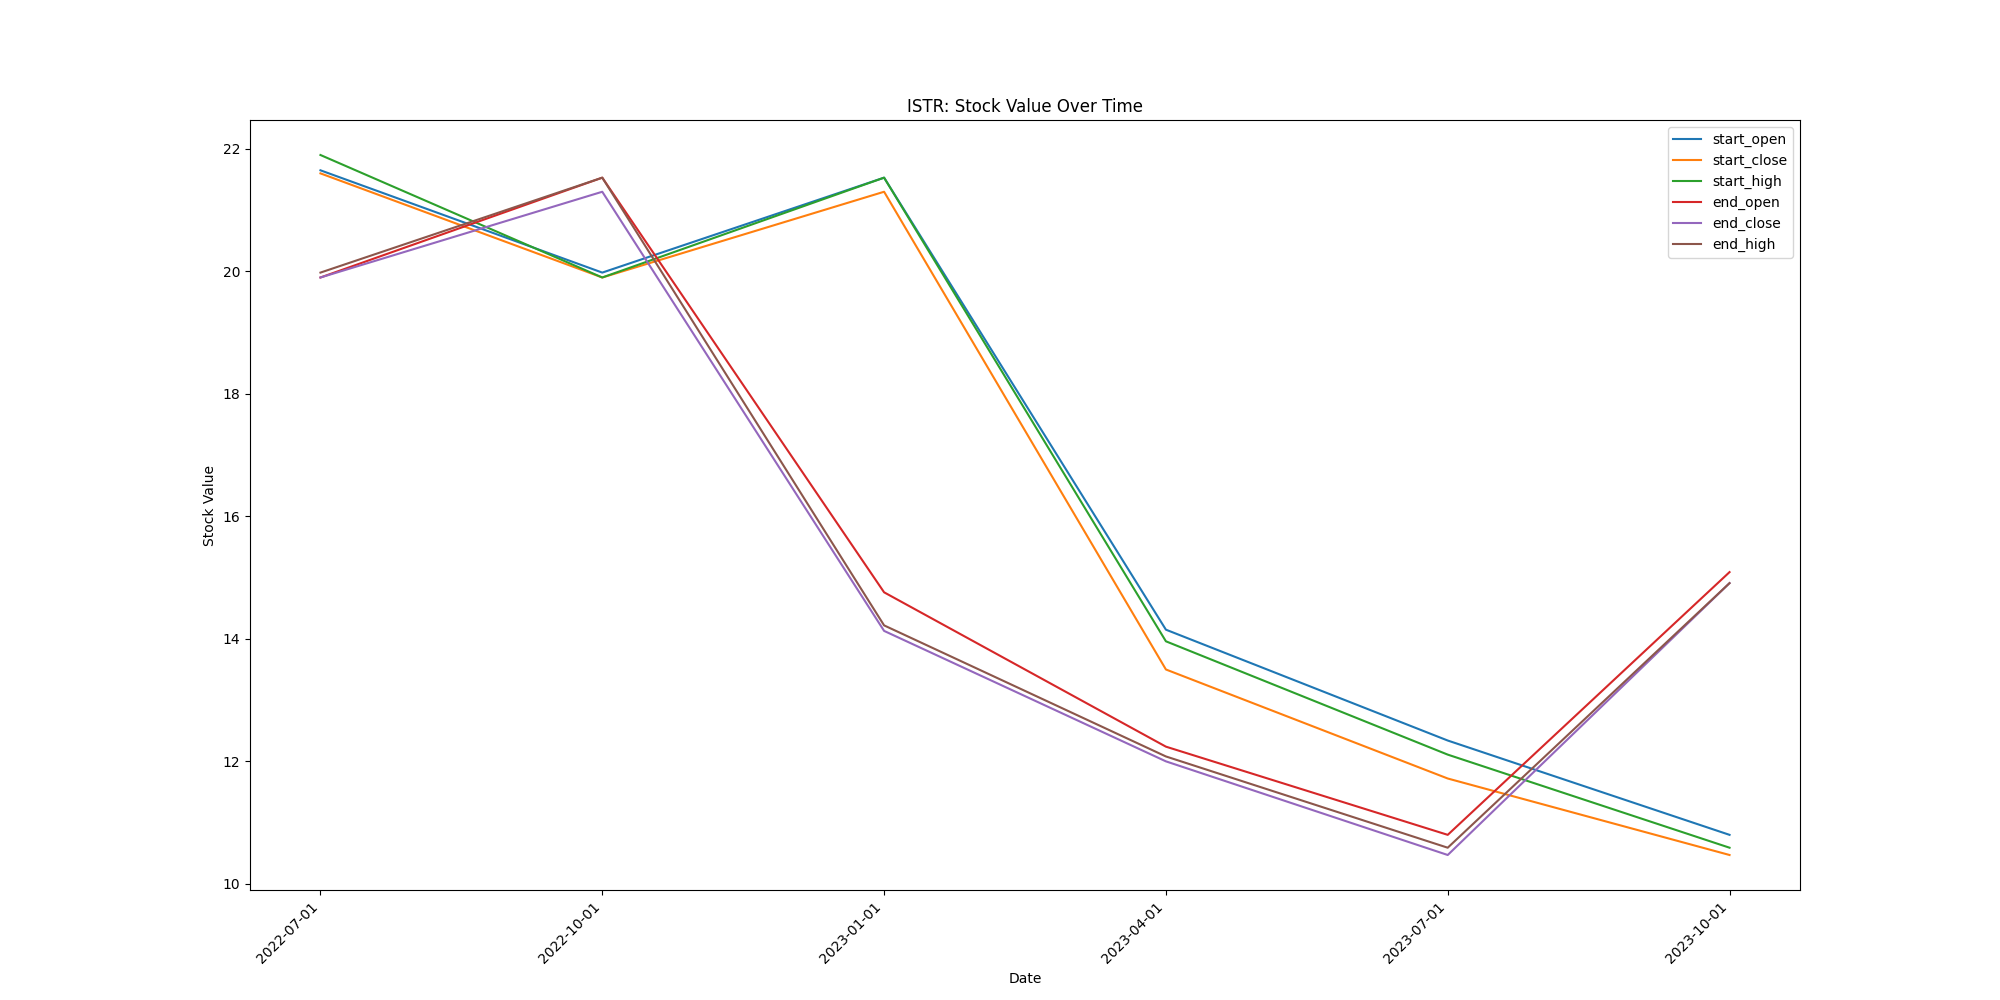 ISTR: Stock Value Over Time
start_open
start_close
start_high
end_open
end_close
end_high
22
20
18
16
14
12
10
Stock Value
2022-07-01
2022-10-01
2023-01-01
2023-04-01
2023-07-01
2023-10-01
Date